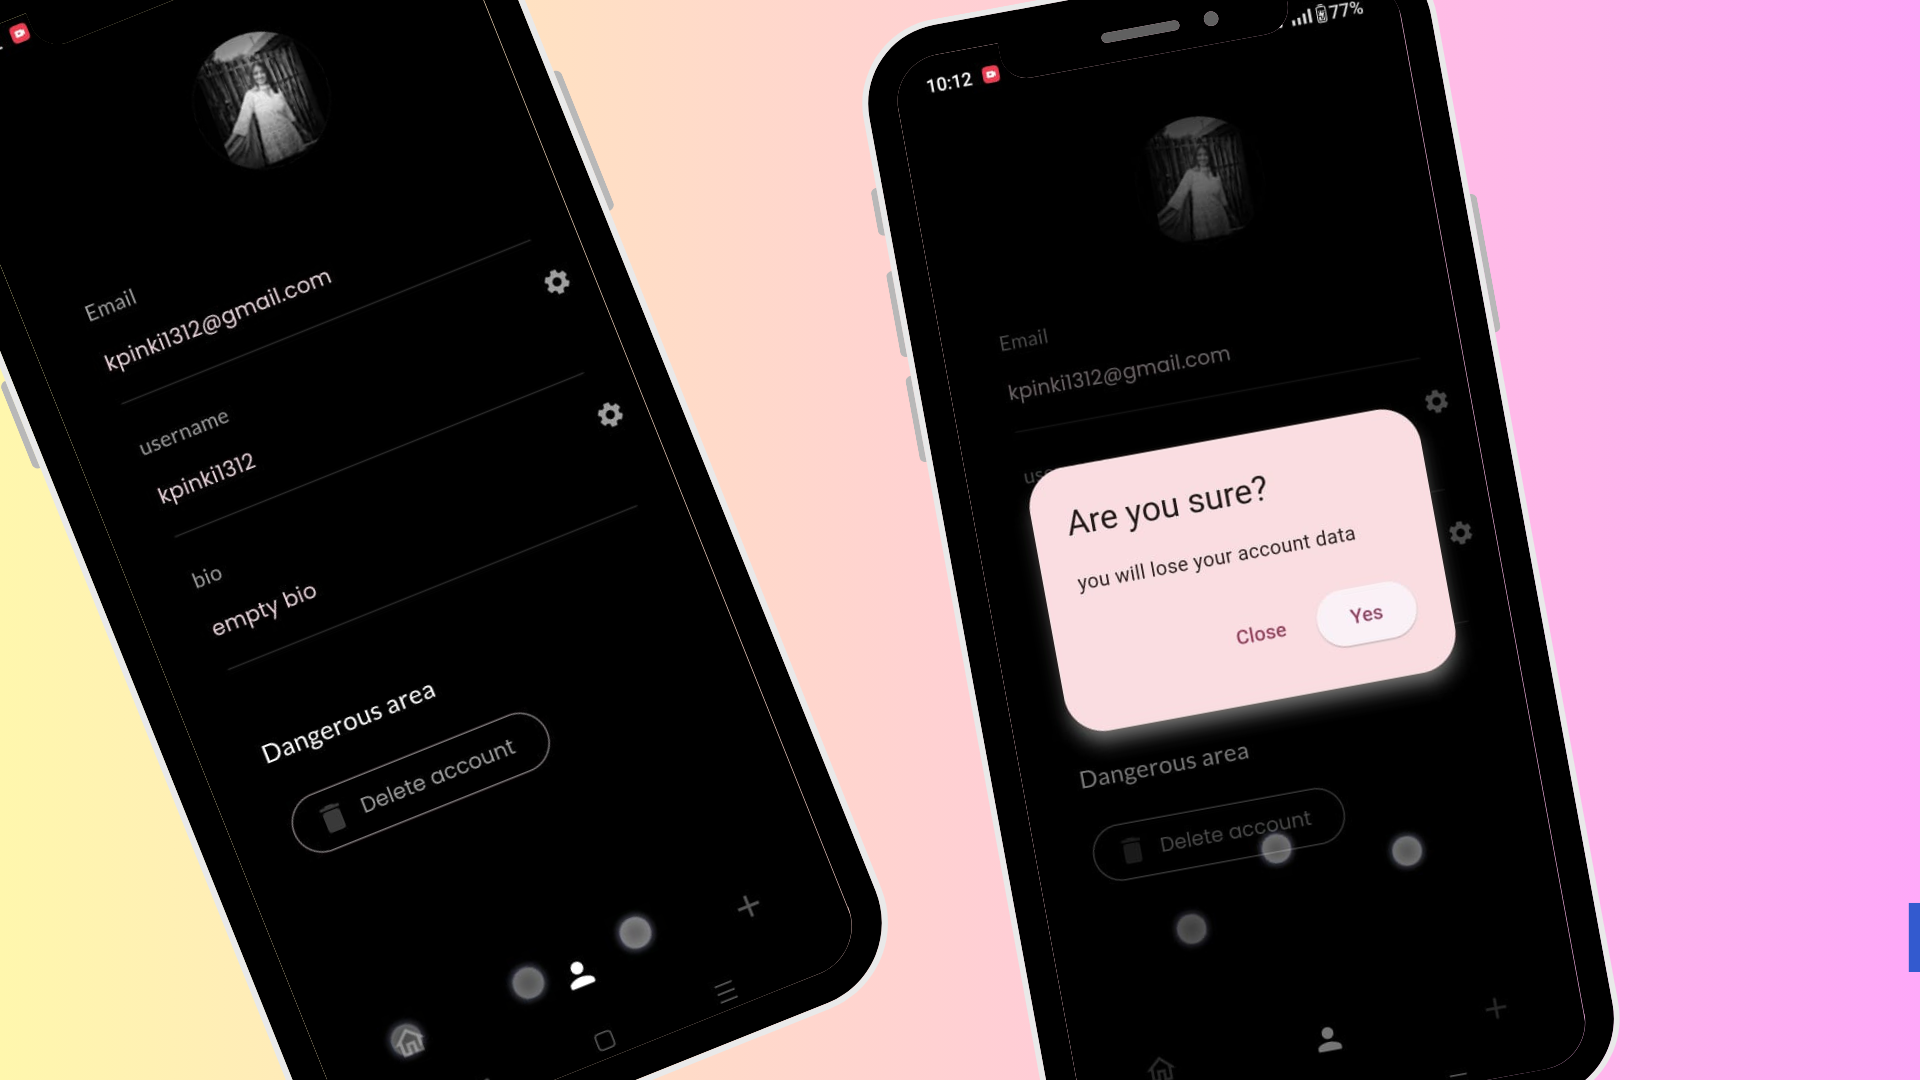 Email
kpinki1312@gmail.com
username
kpinki1312
bio
empty bio
Dangerous area
Delete account
10:12
77%
Email
kpinki1312@gmail.com
Are you sure?
you will lose your account data
Close
Yes
Dangerous area
Delete account